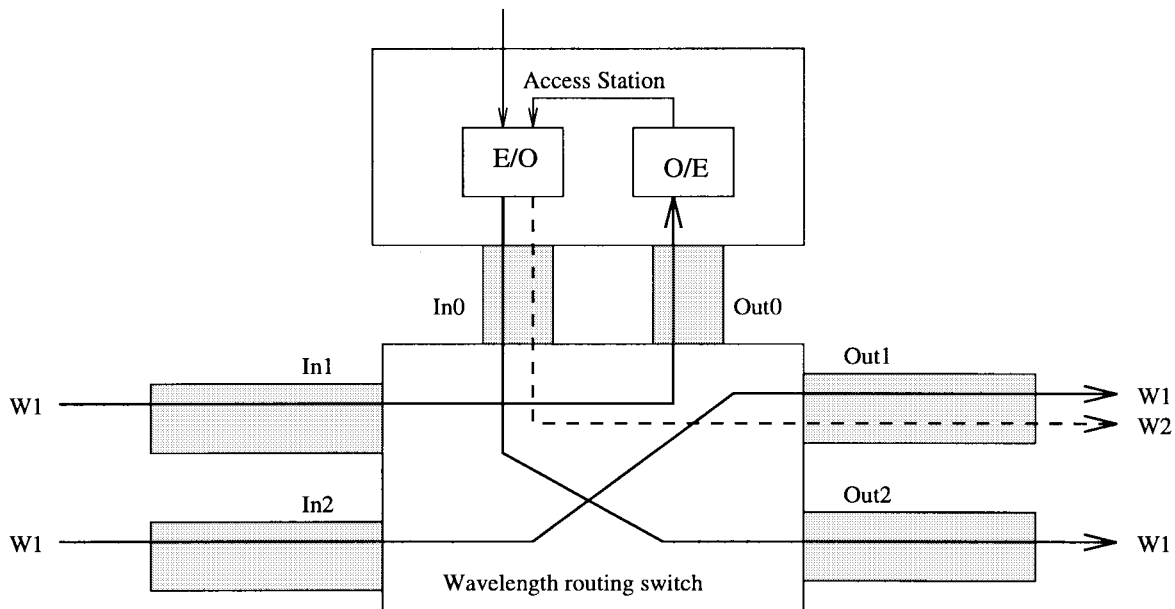 Access Station
E/O
O/E
In0
Out0
In1
Out1
W1
W1
W2
In2
Out2
W1
W1
Wavelength routing switch